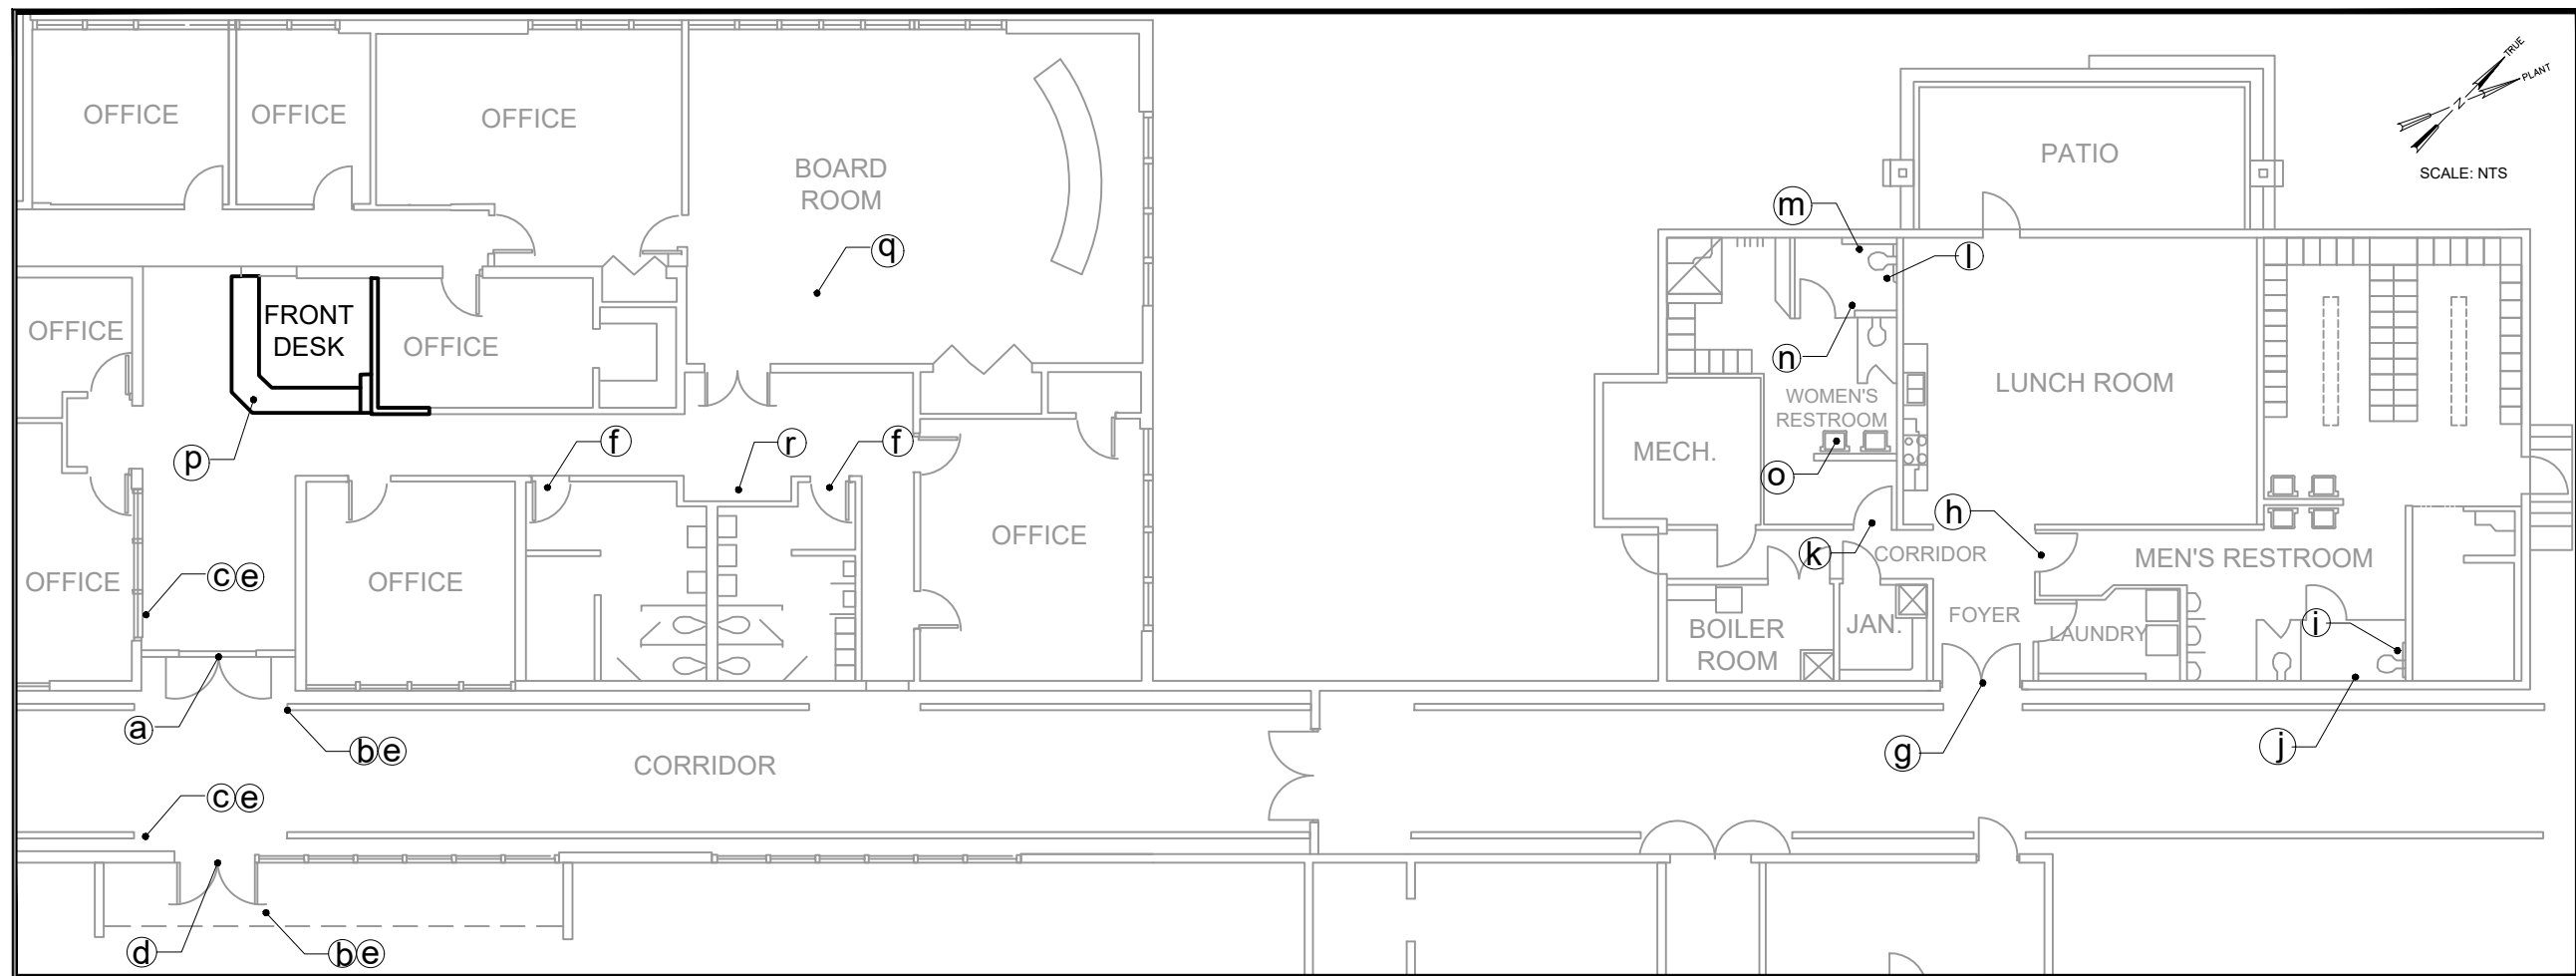 OFFICE
OFFICE
OFFICE
BOARD
ROOM
TRUE
PLANT
N
SCALE: NTS
PATIO
m
l
q
OFFICE
FRONT
DESK
OFFICE
n
LUNCH ROOM
WOMEN'S
RESTROOM
p
f
r
f
MECH.
o
h
OFFICE
k
CORRIDOR
MEN'S RESTROOM
OFFICE
c e
OFFICE
FOYER
BOILER
ROOM
JAN.
LAUNDRY
i
a
b e
g
j
CORRIDOR
c e
d
b e